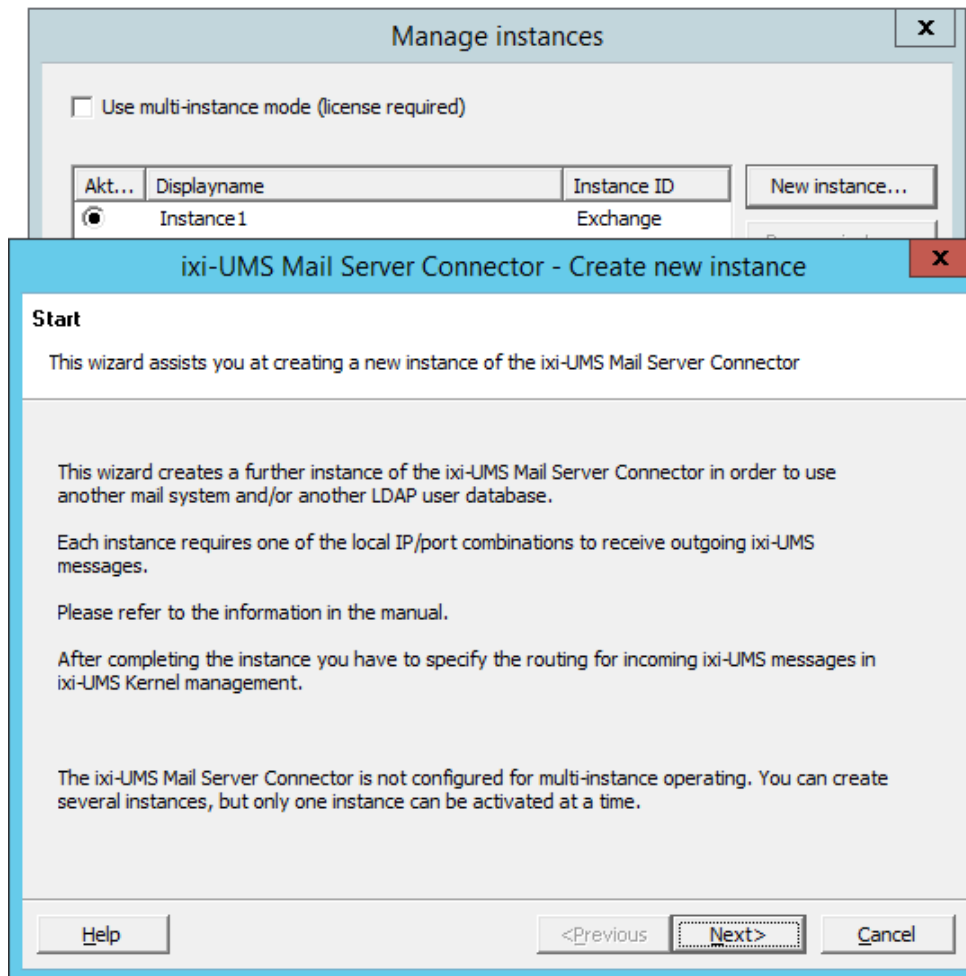 Manage instances
x
Use multi-instance mode (license required)
Akt... Displayname Instance ID New instance...
Instance1 Exchange
ixi-UMS Mail Server Connector - Create new instance
x
Start
This wizard assists you at creating a new instance of the ixi-UMS Mail Server Connector
This wizard creates a further instance of the ixi-UMS Mail Server Connector in order to use
another mail system and/or another LDAP user database.
Each instance requires one of the local IP/port combinations to receive outgoing ixi-UMS
messages.
Please refer to the information in the manual.
After completing the instance you have to specify the routing for incoming ixi-UMS messages in
ixi-UMS Kernel management.
The ixi-UMS Mail Server Connector is not configured for multi-instance operating. You can create
several instances, but only one instance can be activated at a time.
Help <Previous Next> Cancel